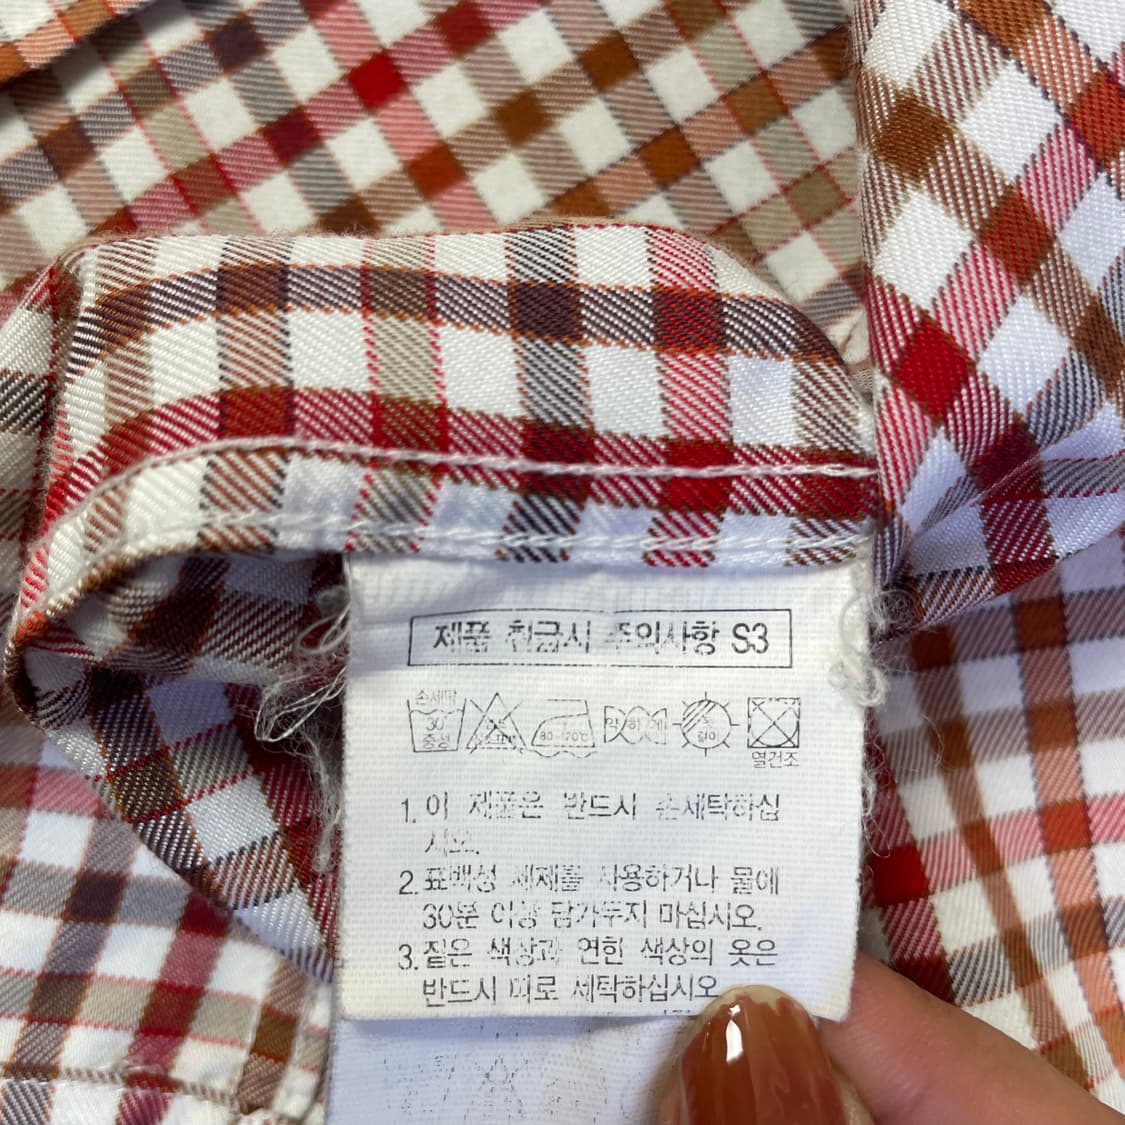 제품 취급시 주의사항 S3
손세탁
30°
중성
80~120℃
약하게
열건조
1. 이 제품은 반드시 손세탁하십
시오.
2. 표백성 세제를 사용하거나 물에
30분 이상 담가두지 마십시오.
3. 짙은 색상과 연한 색상의 옷은
반드시 따로 세탁하십시오